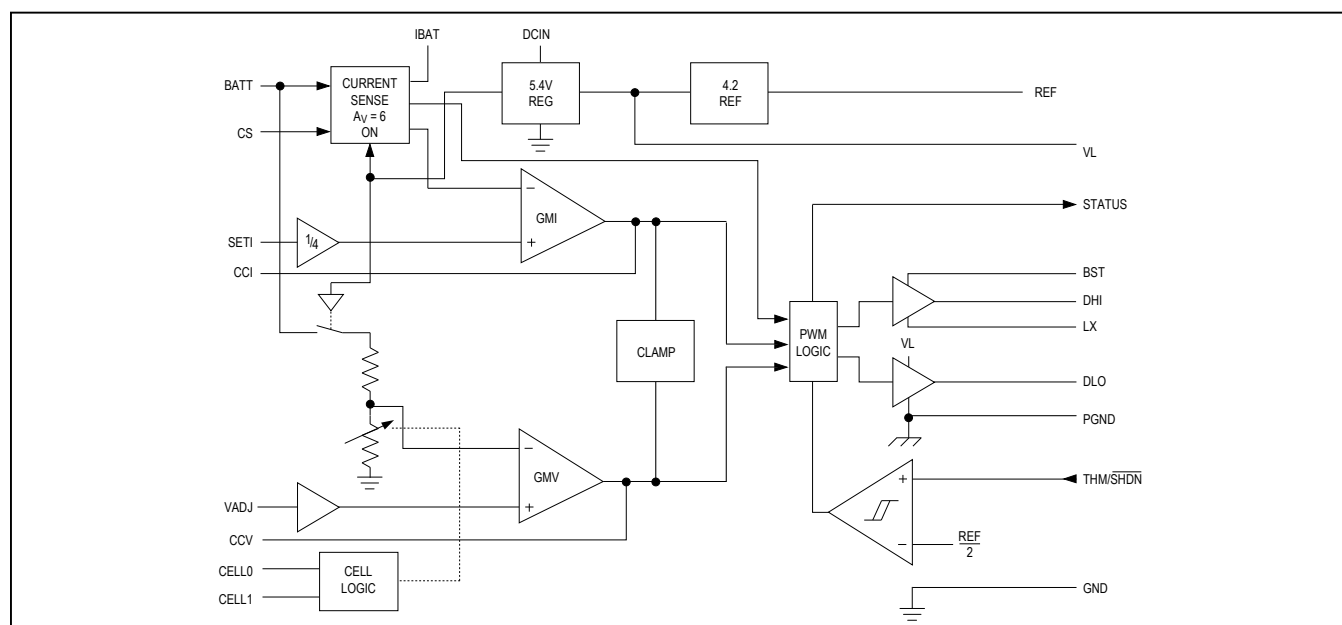 IBAT
DCIN
BATT
CURRENT
SENSE
AV = 6
ON
5.4V
REG
4.2
REF
REF
CS
VL
STATUS
GMI
−
+
SETI
1/4
CCI
BST
DHI
LX
CLAMP
PWM
LOGIC
VL
DLO
PGND
GMV
−
+
THM/SHDN
+
−
REF
2
VADJ
CCV
CELL0
CELL1
CELL
LOGIC
GND